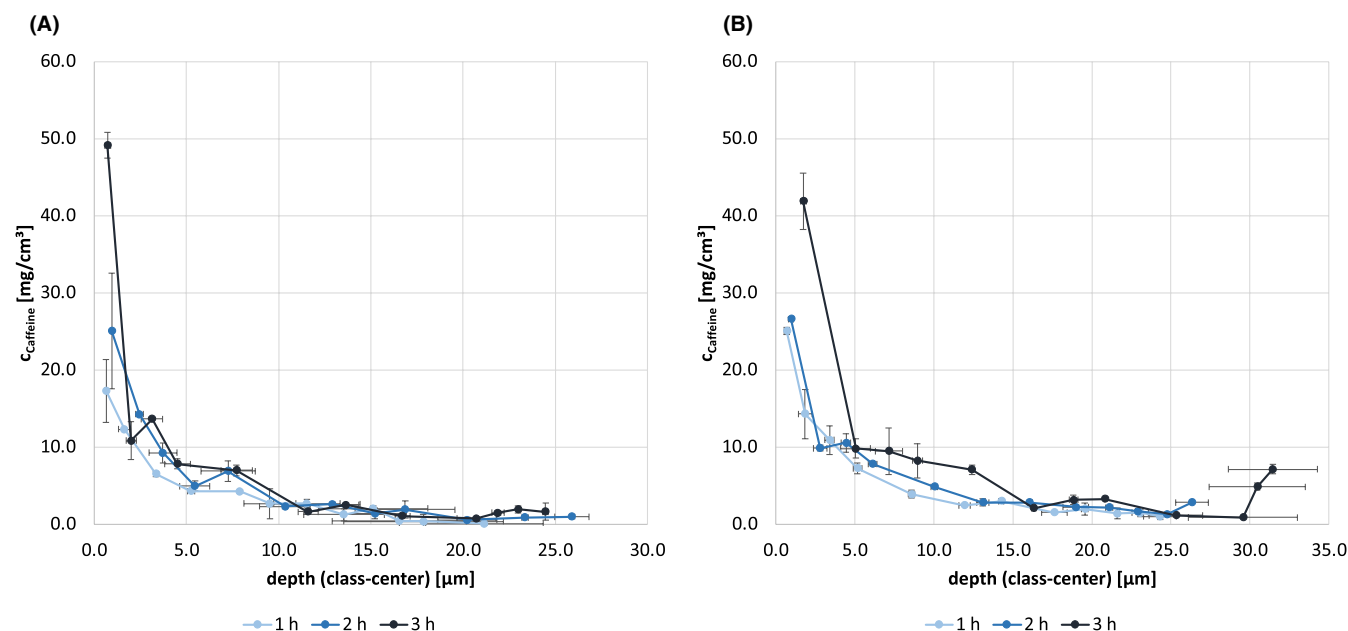 (A)
60.0
50.0
40.0
30.0
20.0
10.0
0.0
cCaffeine [mg/cm³]
0.0 5.0 10.0 15.0 20.0 25.0 30.0
depth (class-center) [µm]
1 h 2 h 3 h
(B)
60.0
50.0
40.0
30.0
20.0
10.0
0.0
cCaffeine [mg/cm³]
0.0 5.0 10.0 15.0 20.0 25.0 30.0 35.0
depth (class-center) [µm]
1 h 2 h 3 h